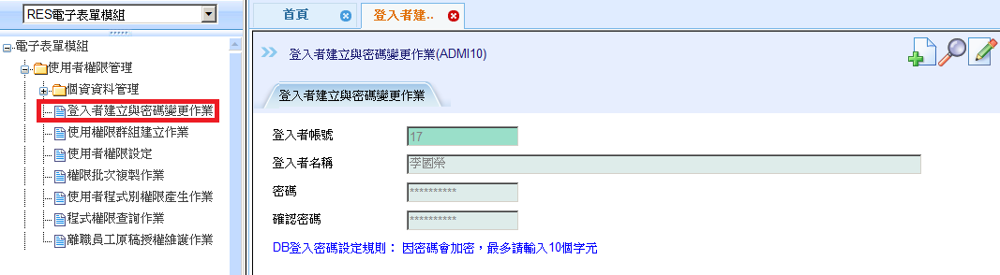 RES電子表單模組
電子表單模組
使用者權限管理
個資資料管理
登入者建立與密碼變更作業
使用權限群組建立作業
使用者權限設定
權限批次複製作業
使用者程式別權限產生作業
程式權限查詢作業
離職員工原稿授權維護作業
首頁
登入者建..
登入者建立與密碼變更作業(ADMI10)
登入者建立與密碼變更作業
登入者帳號 17
登入者名稱 李國榮
密碼 **********
確認密碼 **********
DB登入密碼設定規則： 因密碼會加密，最多請輸入10個字元